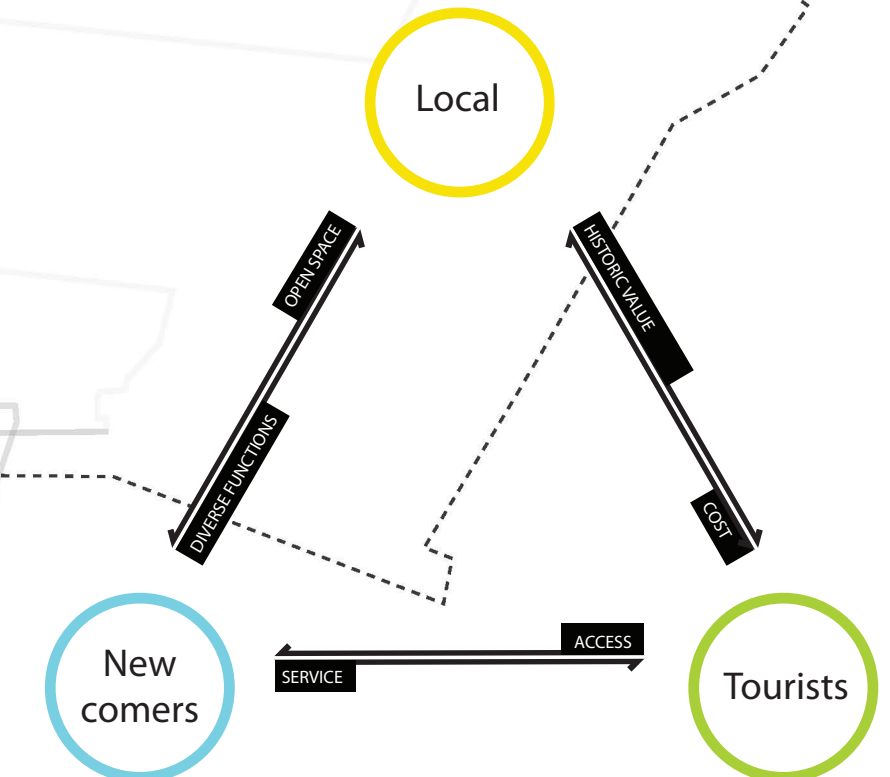 Local
OPEN SPACE
HISTORIC VALUE
DIVERSE FUNCTIONS
COST
New
comers
ACCESS
SERVICE
Tourists